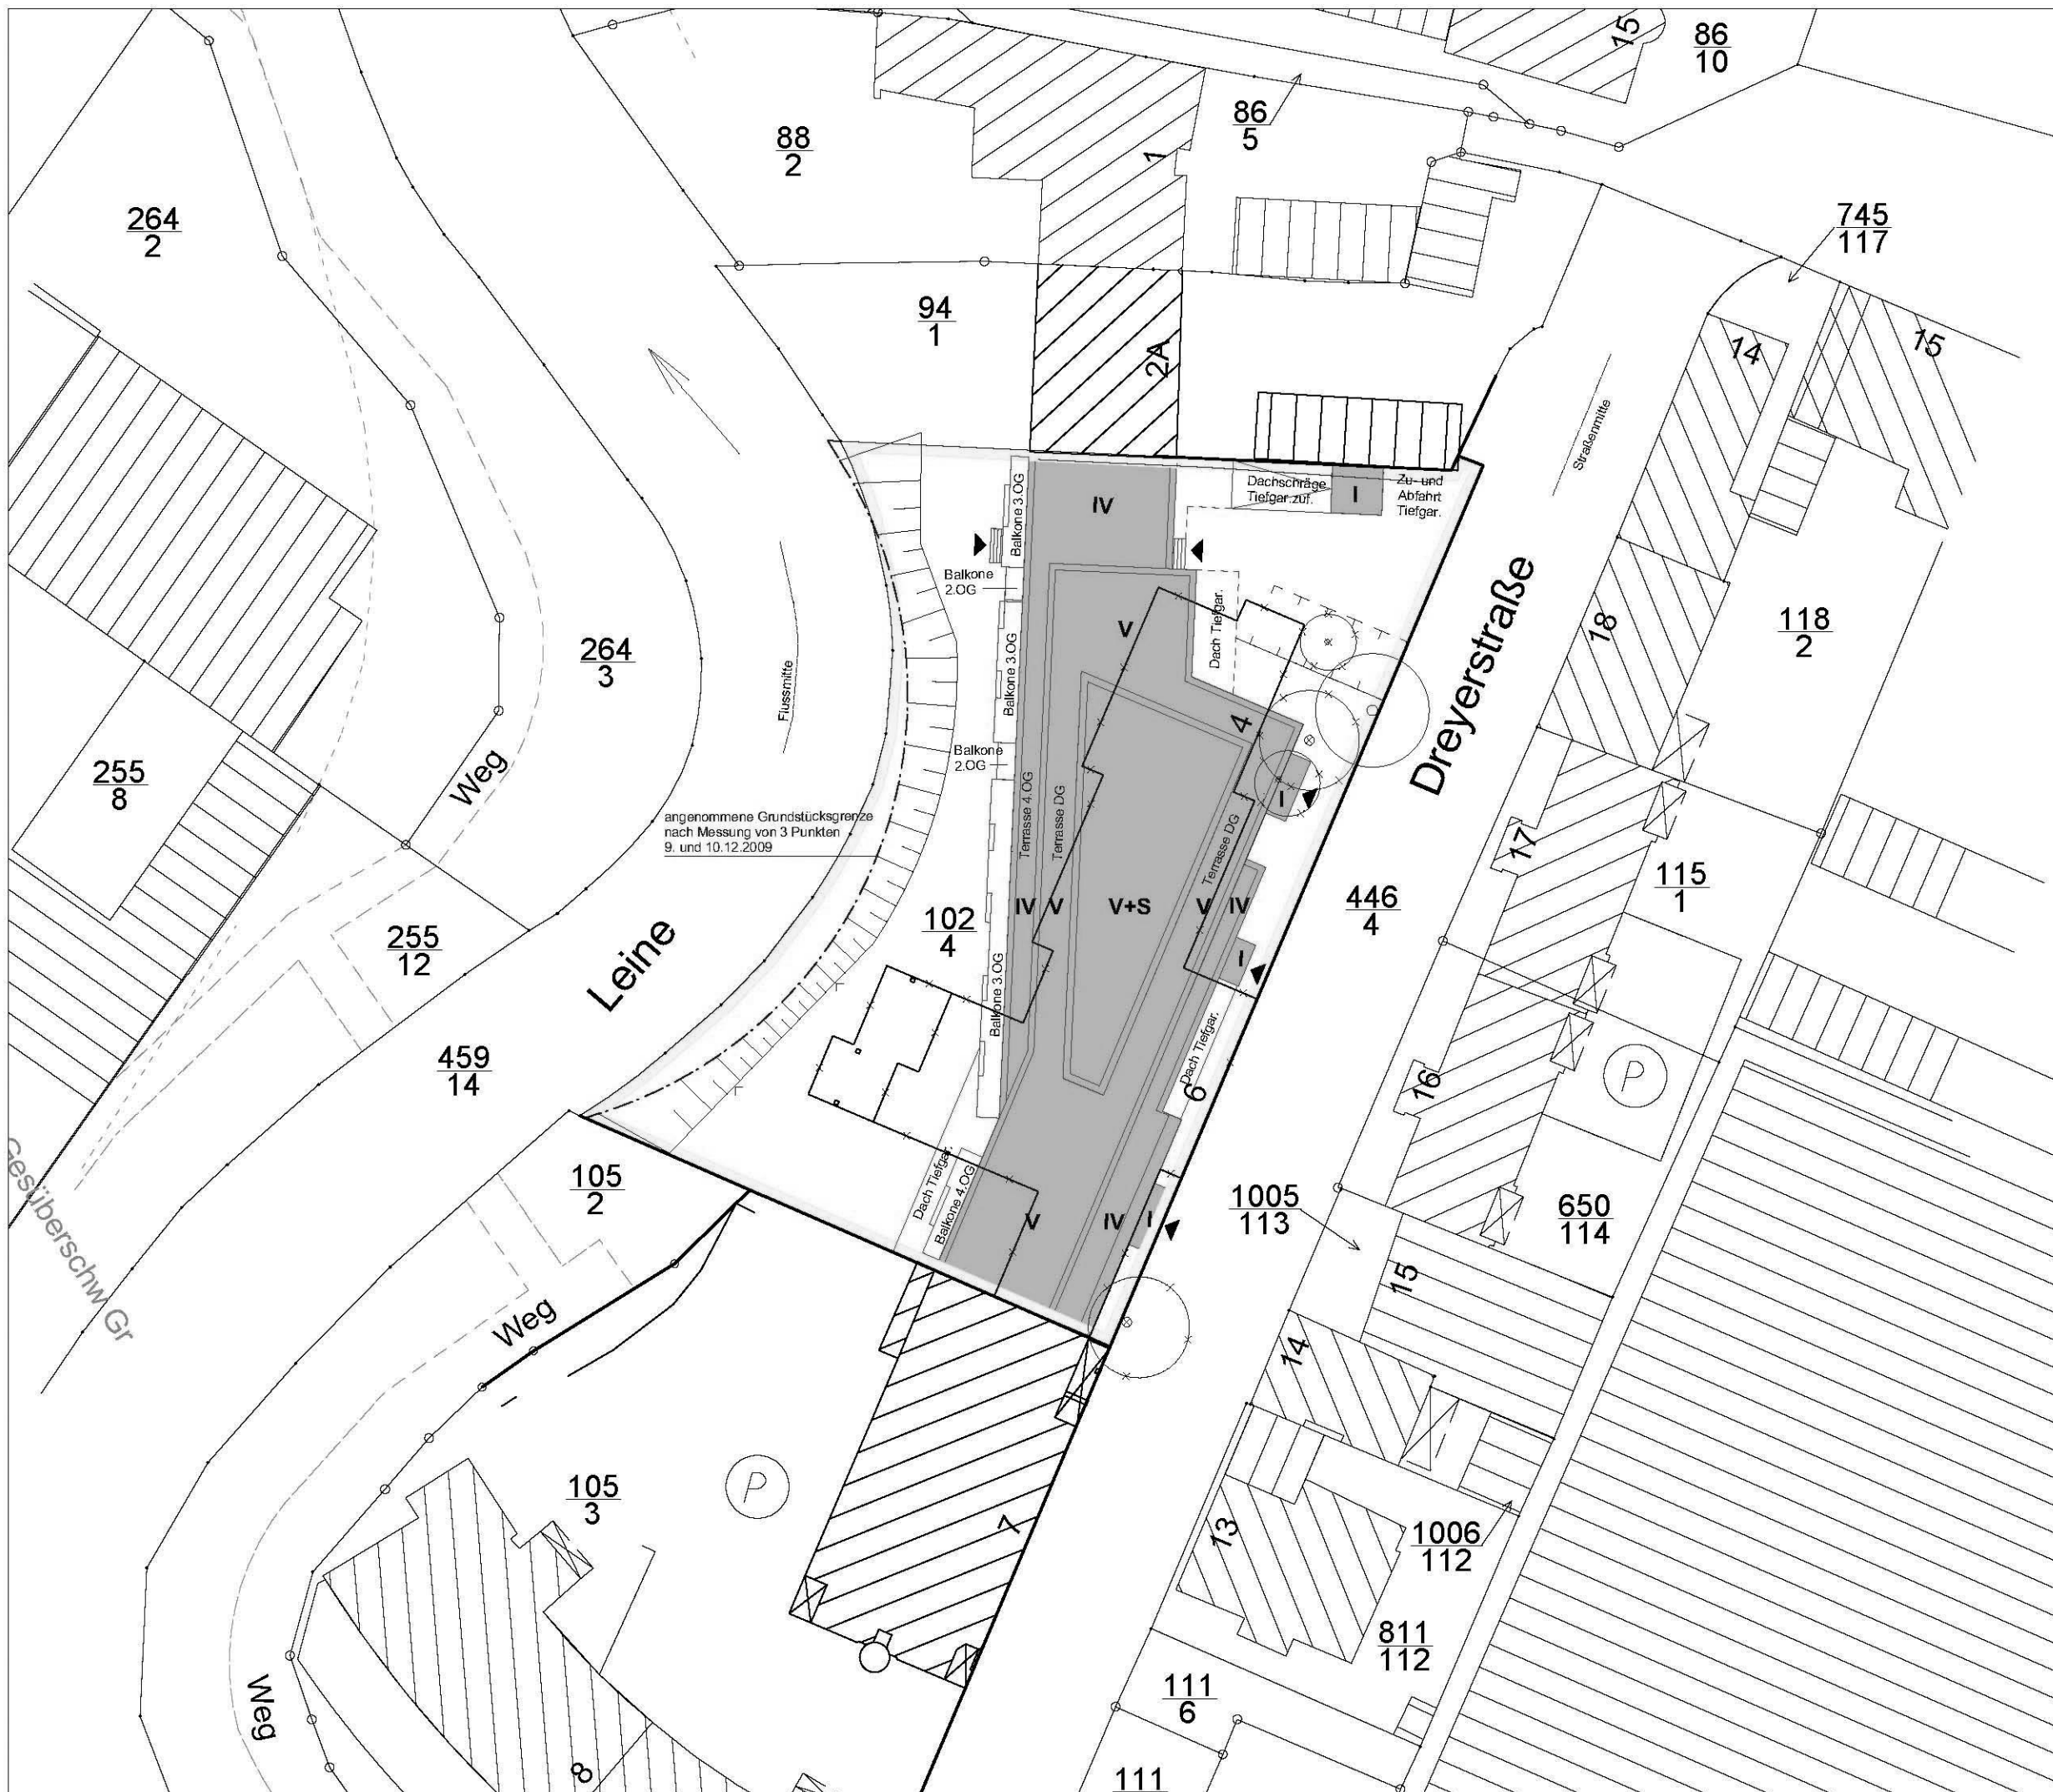 15
86
10
88
2
86
5
1
264
2
745
117
94
1
2A
14
15
Straßenmitte
IV
Balkone 3.OG
Dachschräge
Tiefgar.zuf.
I
Zu- und
Abfahrt
Tiefgar.
Balkone
2.OG
Dreyerstraße
V
Dach Tiefgar.
18
118
2
264
3
Flussmitte
Balkone 3.OG
4
Balkone
2.OG
Weg
255
8
Terrasse 4.OG
Terrasse DG
I
angenommene Grundstücksgrenze
nach Messung von 3 Punkten
9. und 10.12.2009
Terrasse DG
17
115
1
102
4
IV
V
V+S
V
IV
446
4
255
12
Leine
I
Balkone 3.OG
Dach Tiefgar.
6
16
P
459
14
Gesüberschw.Gr
105
2
Dach Tiefgar.
Balkone 4.OG
V
IV
I
1005
113
650
114
15
Weg
14
105
3
P
7
13
1006
112
811
112
Weg
111
6
8
111